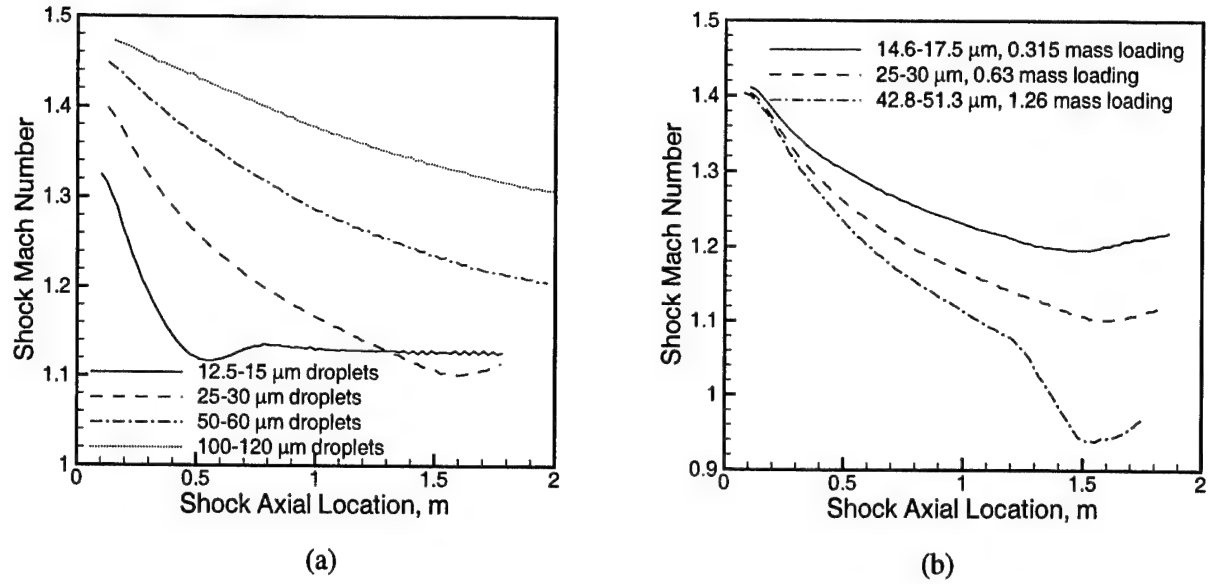 1.5
1.4
1.3
1.2
1.1
1
Shock Mach Number
12.5-15 μm droplets
25-30 μm droplets
50-60 μm droplets
100-120 μm droplets
0
0.5
1
1.5
2
Shock Axial Location, m
(a)
1.5
1.4
1.3
1.2
1.1
1
0.9
Shock Mach Number
14.6-17.5 μm, 0.315 mass loading
25-30 μm, 0.63 mass loading
42.8-51.3 μm, 1.26 mass loading
0
0.5
1
1.5
2
Shock Axial Location, m
(b)